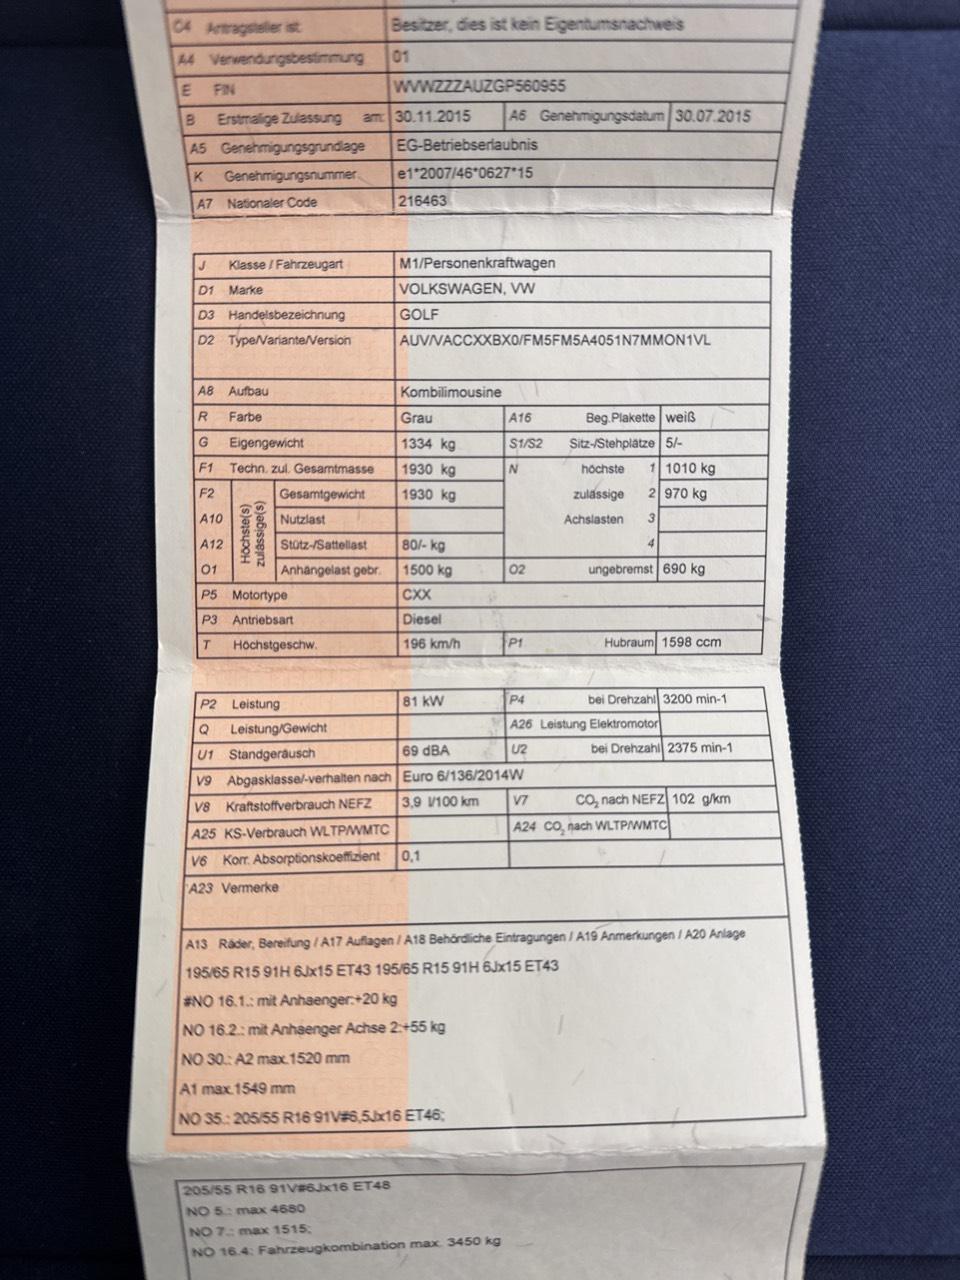 C4 Antragsteller ist: Besitzer, dies ist kein Eigentumsnachweis
A4 Verwendungsbestimmung 01
E FIN WVWZZZAUZGP560955
B Erstmalige Zulassung am: 30.11.2015 A6 Genehmigungsdatum 30.07.2015
A5 Genehmigungsgrundlage EG-Betriebserlaubnis
K Genehmigungsnummer e1*2007/46*0627*15
A7 Nationaler Code 216463
J Klasse / Fahrzeugart M1/Personenkraftwagen
D1 Marke VOLKSWAGEN, VW
D3 Handelsbezeichnung GOLF
D2 Type/Variante/Version AUV/VACCXXBX0/FM5FM5A4051N7MMON1VL
A8 Aufbau Kombilimousine
R Farbe Grau A16 Beg.Plakette weiß
G Eigengewicht 1334 kg S1/S2 Sitz-/Stehplätze 5/-
F1 Techn. zul. Gesamtmasse 1930 kg N höchste 1 1010 kg
F2 Höchste(s) zulässige(s) Gesamtgewicht 1930 kg zulässige 2 970 kg
A10 Nutzlast Achslasten 3
A12 Stütz-/Sattellast 80/- kg 4
O1 Anhängelast gebr. 1500 kg O2 ungebremst 690 kg
P5 Motortype CXX
P3 Antriebsart Diesel
T Höchstgeschw. 196 km/h P1 Hubraum 1598 ccm
P2 Leistung 81 kW P4 bei Drehzahl 3200 min-1
Q Leistung/Gewicht A26 Leistung Elektromotor
U1 Standgeräusch 69 dBA U2 bei Drehzahl 2375 min-1
V9 Abgasklasse/-verhalten nach Euro 6/136/2014W
V8 Kraftstoffverbrauch NEFZ 3,9 l/100 km V7 CO₂ nach NEFZ 102 g/km
A25 KS-Verbrauch WLTP/WMTC A24 CO₂ nach WLTP/WMTC
V6 Korr. Absorptionskoeffizient 0,1
A23 Vermerke
A13 Räder, Bereifung / A17 Auflagen / A18 Behördliche Eintragungen / A19 Anmerkungen / A20 Anlage
195/65 R15 91H 6Jx15 ET43 195/65 R15 91H 6Jx15 ET43
#NO 16.1.: mit Anhaenger:+20 kg
NO 16.2.: mit Anhaenger Achse 2:+55 kg
NO 30.: A2 max.1520 mm
A1 max.1549 mm
NO 35.: 205/55 R16 91V#6,5Jx16 ET46;
205/55 R16 91V#6Jx16 ET48
NO 5.: max 4680
NO 7.: max 1515;
NO 16.4: Fahrzeugkombination max. 3450 kg